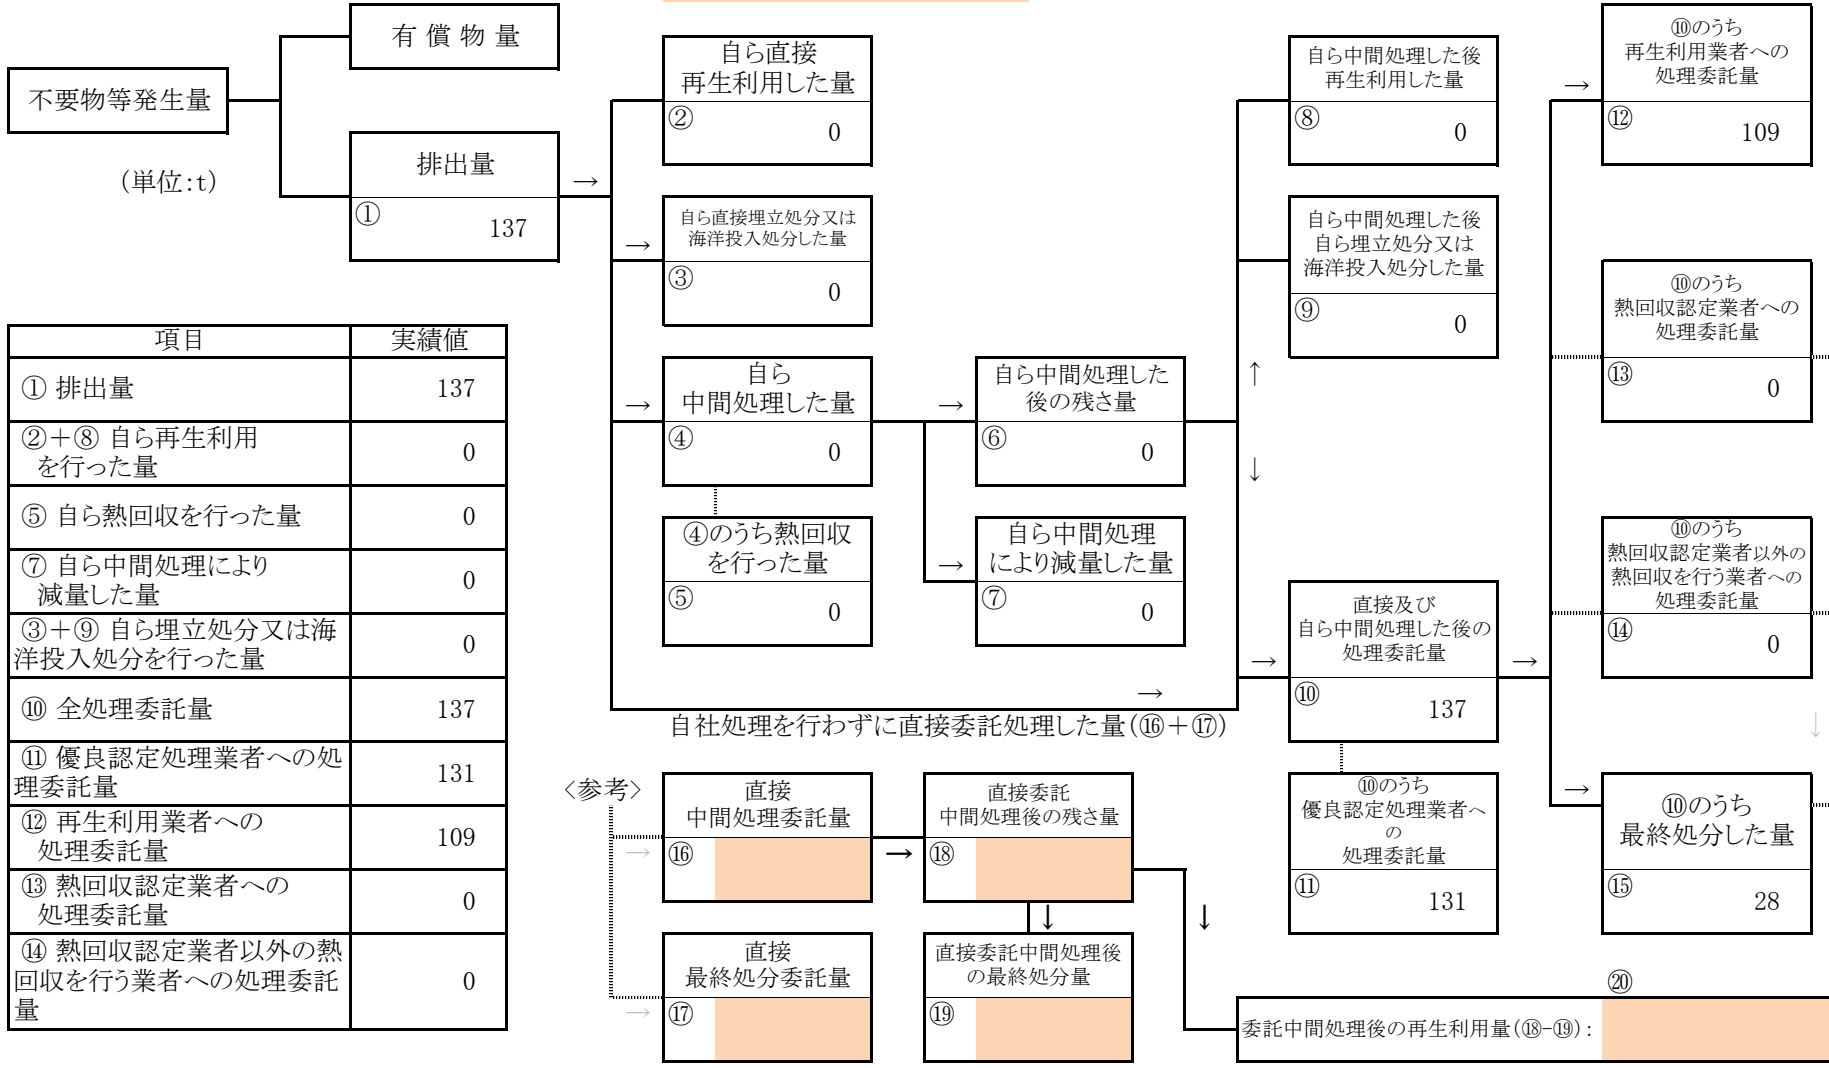 不要物等発生量
(単位:t)
有 償 物 量
排出量
①
137
→
自ら直接
再生利用した量
②
0
→
自ら直接埋立処分又は
海洋投入処分した量
③
0
→
自ら
中間処理した量
④
0
④のうち熱回収
を行った量
⑤
0
→
自ら中間処理した
後の残さ量
⑥
0
→
自ら中間処理
により減量した量
⑦
0
自ら中間処理した後
再生利用した量
⑧
0
自ら中間処理した後
自ら埋立処分又は
海洋投入処分した量
⑨
0
↑
↓
→
自社処理を行わずに直接委託処理した量(⑯+⑰)
→
直接及び
自ら中間処理した後の
処理委託量
⑩
137
→
⑩のうち
優良認定処理業者へ
の
処理委託量
⑪
131
→
⑩のうち
再生利用業者への
処理委託量
⑫
109
⑩のうち
熱回収認定業者への
処理委託量
⑬
0
⑩のうち
熱回収認定業者以外の
熱回収を行う業者への
処理委託量
⑭
0
↓
→
⑩のうち
最終処分した量
⑮
28
項目 実績値
① 排出量 137
②+⑧ 自ら再生利用
を行った量 0
⑤ 自ら熱回収を行った量 0
⑦ 自ら中間処理により
減量した量 0
③+⑨ 自ら埋立処分又は海
洋投入処分を行った量 0
⑩ 全処理委託量 137
⑪ 優良認定処理業者への処
理委託量 131
⑫ 再生利用業者への
処理委託量 109
⑬ 熱回収認定業者への
処理委託量 0
⑭ 熱回収認定業者以外の熱
回収を行う業者への処理委託
量 0
<参考>
→
直接
中間処理委託量
⑯
→
直接委託
中間処理後の残さ量
⑱
↓
↓
→
直接
最終処分委託量
⑰
直接委託中間処理後
の最終処分量
⑲
⑳
委託中間処理後の再生利用量(⑱-⑲):